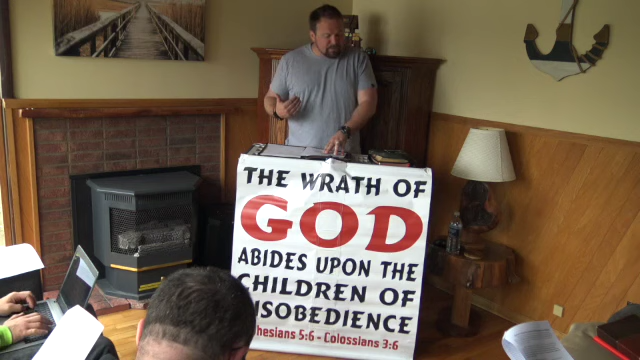 THE WRATH OF
GOD
ABIDES UPON THE
CHILDREN OF
ISOBEDIENCE
hesians 5:6 - Colossians 3:6